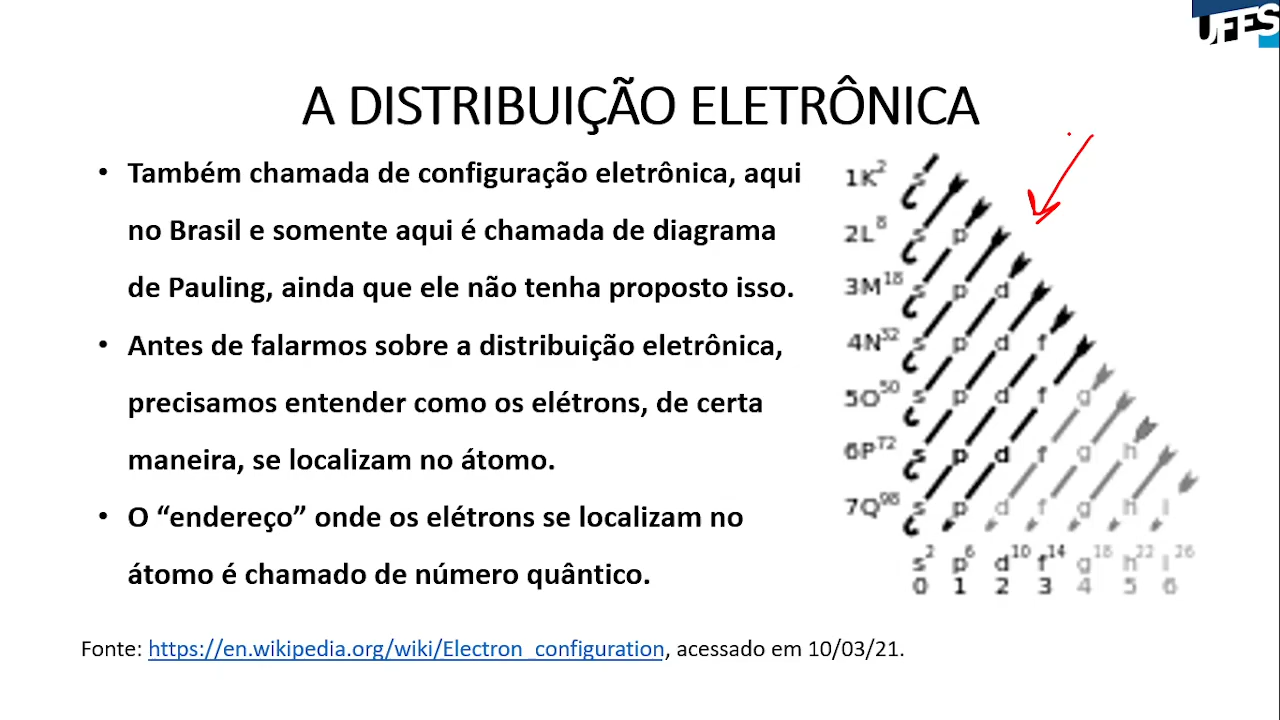 UFES
A DISTRIBUIÇÃO ELETRÔNICA
• Também chamada de configuração eletrônica, aqui
no Brasil e somente aqui é chamada de diagrama
de Pauling, ainda que ele não tenha proposto isso.
• Antes de falarmos sobre a distribuição eletrônica,
precisamos entender como os elétrons, de certa
maneira, se localizam no átomo.
• O “endereço” onde os elétrons se localizam no
átomo é chamado de número quântico.
1K² s
2L⁸ s p
3M¹⁸ s p d
4N³² s p d f
5O⁵⁰ s p d f g
6P⁷² s p d f g h
7Q⁹⁸ s p d f g h i
s² p⁶ d¹⁰ f¹⁴ g¹⁸ h²² i²⁶
0 1 2 3 4 5 6
Fonte: https://en.wikipedia.org/wiki/Electron_configuration, acessado em 10/03/21.